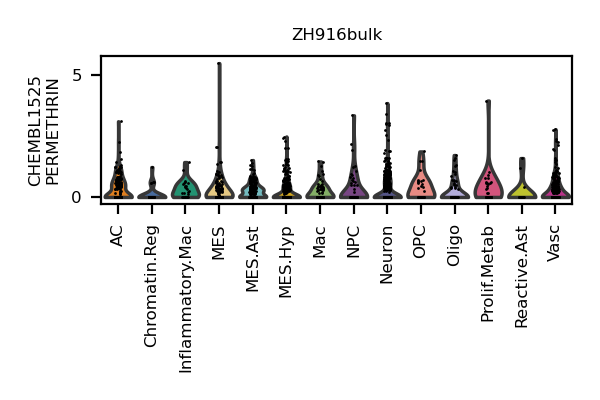 ZH916bulk
CHEMBL1525
PERMETHRIN
5
0
AC
Chromatin.Reg
Inflammatory.Mac
MES
MES.Ast
MES.Hyp
Mac
NPC
Neuron
OPC
Oligo
Prolif.Metab
Reactive.Ast
Vasc